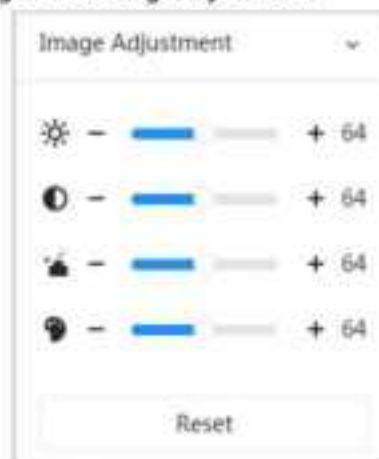 Image Adjustment
− + 64
− + 64
− + 64
− + 64
Reset